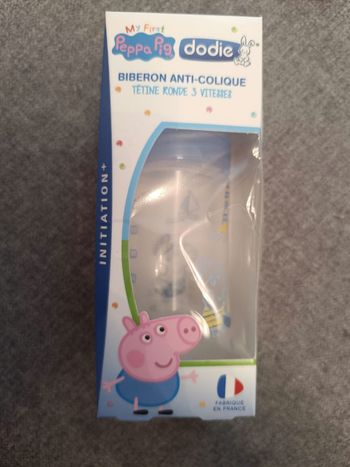 My First
Peppa Pig
dodie
BIBERON ANTI-COLIQUE
TÉTINE RONDE 3 VITESSES
INITIATION+
FABRIQUÉ
EN FRANCE